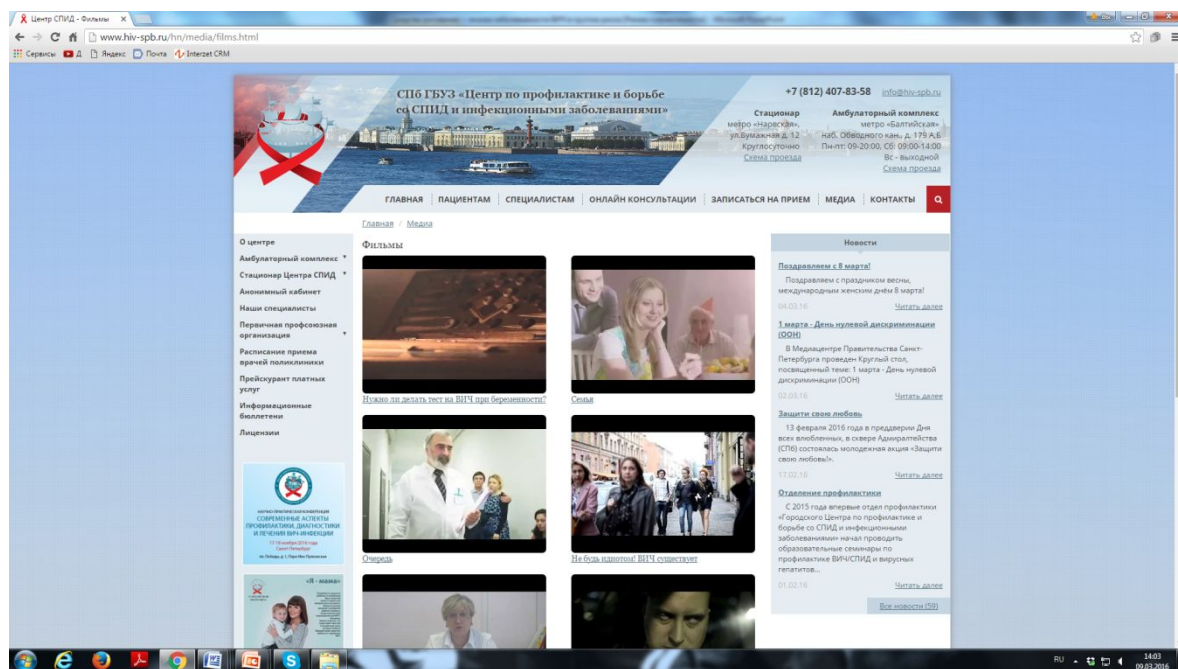 Центр СПИД - Фильмы
www.hiv-spb.ru/hn/media/films.html
Сервисы
Д
Яндекс
Почта
Interzet CRM
СПб ГБУЗ «Центр по профилактике и борьбе
со СПИД и инфекционными заболеваниями»
+7 (812) 407-83-58 info@hiv-spb.ru
Стационар
метро «Нарвская»,
ул.Бумажная д. 12
Круглосуточно
Схема проезда
Амбулаторный комплекс
метро «Балтийская»
наб. Обводного кан., д. 179 А,Б
Пн-пт: 09-20:00, Сб: 09:00-14:00
Вс - выходной
Схема проезда
ГЛАВНАЯ
ПАЦИЕНТАМ
СПЕЦИАЛИСТАМ
ОНЛАЙН КОНСУЛЬТАЦИИ
ЗАПИСАТЬСЯ НА ПРИЕМ
МЕДИА
КОНТАКТЫ
Главная / Медиа
О центре
Амбулаторный комплекс
Стационар Центра СПИД
Анонимный кабинет
Наши специалисты
Первичная профсоюзная
организация
Расписание приема
врачей поликлиники
Прейскурант платных
услуг
Информационные
бюллетени
Лицензии
НАУЧНО-ПРАКТИЧЕСКАЯ КОНФЕРЕНЦИЯ
СОВРЕМЕННЫЕ АСПЕКТЫ
ПРОФИЛАКТИКИ, ДИАГНОСТИКИ
И ЛЕЧЕНИЯ ВИЧ-ИНФЕКЦИИ
17-18 ноября 2016 года
Санкт-Петербург
«Я - мама»
Фильмы
Нужно ли делать тест на ВИЧ при беременности?
Семья
Очередь
Не будь идиотом! ВИЧ существует
Новости
Поздравляем с 8 марта!
Поздравляем с праздником весны,
международным женским днём 8 марта!
04.03.16 Читать далее
1 марта - День нулевой дискриминации
(ООН)
В Медиацентре Правительства Санкт-
Петербурга проведен Круглый стол,
посвященный теме: 1 марта - День нулевой
дискриминации (ООН)
02.03.16 Читать далее
Защити свою любовь
13 февраля 2016 года в преддверии Дня
всех влюбленных, в сквере Адмиралтейства
(СПб) состоялась молодежная акция «Защити
свою любовь!».
17.02.16 Читать далее
Отделение профилактики
С 2015 года впервые отдел профилактики
«Городского Центра по профилактике и
борьбе со СПИД и инфекционными
заболеваниями» начал проводить
образовательные семинары по
профилактике ВИЧ/СПИД и вирусных
гепатитов...
01.02.16 Читать далее
Все новости (59)
RU
14:03
09.03.2016